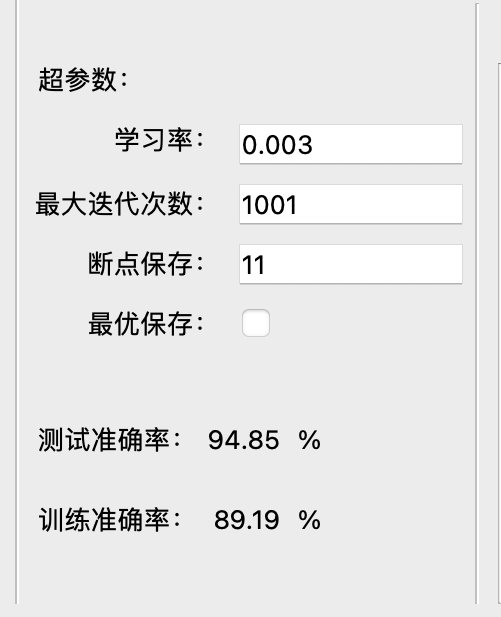 超参数：
学习率： 0.003
最大迭代次数： 1001
断点保存： 11
最优保存：
测试准确率： 94.85 %
训练准确率： 89.19 %